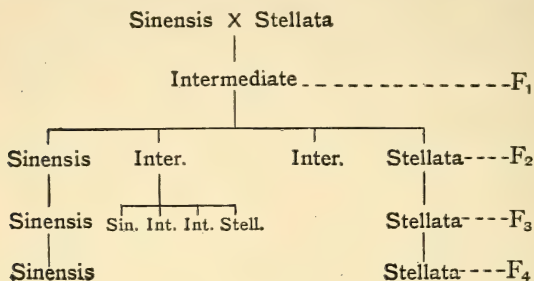 Sinensis X Stellata
Intermediate F₁
Sinensis Inter. Inter. Stellata F₂
Sinensis Sin. Int. Int. Stell. Stellata F₃
Sinensis Stellata F₄